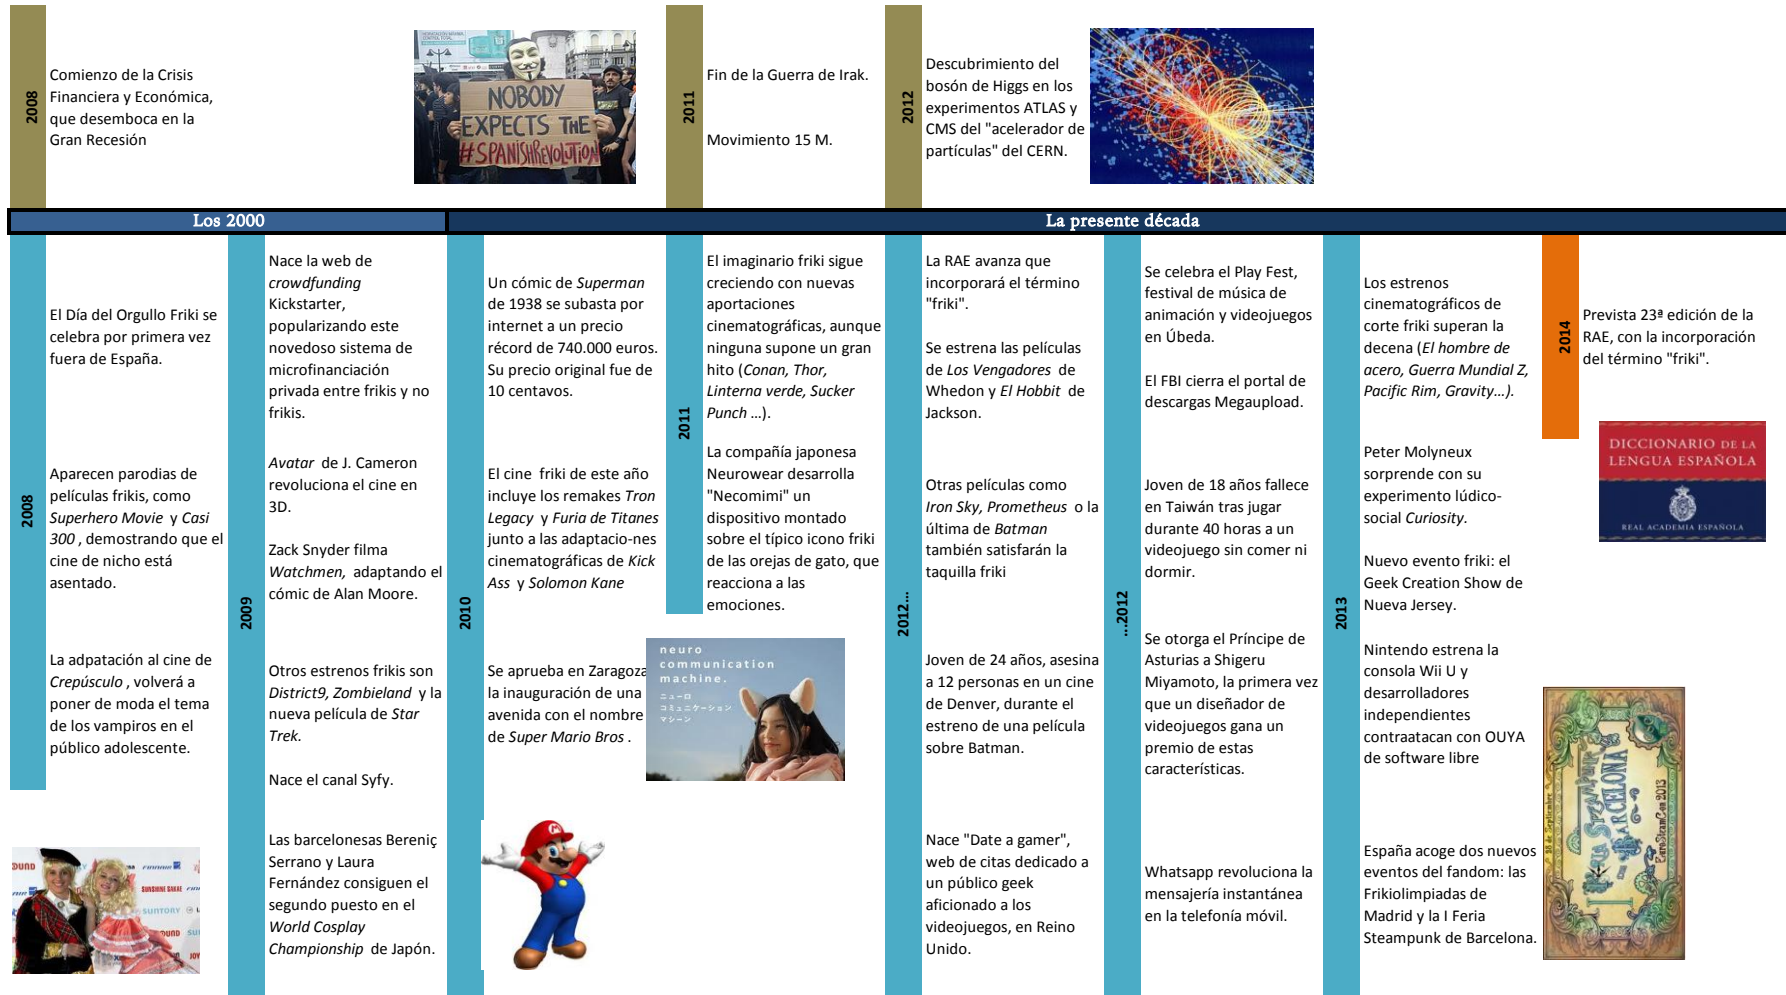 2008
Comienzo de la Crisis
Financiera y Económica,
que desemboca en la
Gran Recesión
NOBODY
EXPECTS THE
#SPANISHREVOLUTION
2011
Fin de la Guerra de Irak.
Movimiento 15 M.
2012
Descubrimiento del
bosón de Higgs en los
experimentos ATLAS y
CMS del "acelerador de
partículas" del CERN.
Los 2000
La presente década
2008
El Día del Orgullo Friki se
celebra por primera vez
fuera de España.
Aparecen parodias de
películas frikis, como
Superhero Movie y Casi
300 , demostrando que el
cine de nicho está
asentado.
La adpatación al cine de
Crepúsculo , volverá a
poner de moda el tema
de los vampiros en el
público adolescente.
FINNAIR
SUNSHINE SAKAE
SUNTORY
2009
Nace la web de
crowdfunding
Kickstarter,
popularizando este
novedoso sistema de
microfinanciación
privada entre frikis y no
frikis.
Avatar de J. Cameron
revoluciona el cine en
3D.
Zack Snyder filma
Watchmen, adaptando el
cómic de Alan Moore.
Otros estrenos frikis son
District9, Zombieland y la
nueva película de Star
Trek.
Nace el canal Syfy.
Las barcelonesas Bereniç
Serrano y Laura
Fernández consiguen el
segundo puesto en el
World Cosplay
Championship de Japón.
2010
Un cómic de Superman
de 1938 se subasta por
internet a un precio
récord de 740.000 euros.
Su precio original fue de
10 centavos.
El cine friki de este año
incluye los remakes Tron
Legacy y Furia de Titanes
junto a las adaptacio-nes
cinematográficas de Kick
Ass y Solomon Kane
Se aprueba en Zaragoza
la inauguración de una
avenida con el nombre
de Super Mario Bros .
2011
El imaginario friki sigue
creciendo con nuevas
aportaciones
cinematográficas, aunque
ninguna supone un gran
hito (Conan, Thor,
Linterna verde, Sucker
Punch ...).
La compañía japonesa
Neurowear desarrolla
"Necomimi" un
dispositivo montado
sobre el típico icono friki
de las orejas de gato, que
reacciona a las
emociones.
neuro
communication
machine.
ニューロ
コミュニケーション
マシーン
2012...
La RAE avanza que
incorporará el término
"friki".
Se estrena las películas
de Los Vengadores de
Whedon y El Hobbit de
Jackson.
Otras películas como
Iron Sky, Prometheus o la
última de Batman
también satisfarán la
taquilla friki
Joven de 24 años, asesina
a 12 personas en un cine
de Denver, durante el
estreno de una película
sobre Batman.
Nace "Date a gamer",
web de citas dedicado a
un público geek
aficionado a los
videojuegos, en Reino
Unido.
...2012
Se celebra el Play Fest,
festival de música de
animación y videojuegos
en Úbeda.
El FBI cierra el portal de
descargas Megaupload.
Joven de 18 años fallece
en Taiwán tras jugar
durante 40 horas a un
videojuego sin comer ni
dormir.
Se otorga el Príncipe de
Asturias a Shigeru
Miyamoto, la primera vez
que un diseñador de
videojuegos gana un
premio de estas
características.
Whatsapp revoluciona la
mensajería instantánea
en la telefonía móvil.
2013
Los estrenos
cinematográficos de
corte friki superan la
decena (El hombre de
acero, Guerra Mundial Z,
Pacific Rim, Gravity...).
Peter Molyneux
sorprende con su
experimento lúdico-
social Curiosity.
Nuevo evento friki: el
Geek Creation Show de
Nueva Jersey.
Nintendo estrena la
consola Wii U y
desarrolladores
independientes
contraatacan con OUYA
de software libre
España acoge dos nuevos
eventos del fandom: las
Frikiolimpiadas de
Madrid y la I Feria
Steampunk de Barcelona.
2014
Prevista 23ª edición de la
RAE, con la incorporación
del término "friki".
DICCIONARIO DE LA
LENGUA ESPAÑOLA
REAL ACADEMIA ESPAÑOLA
BARCELONA
EuroSteamCon 2013